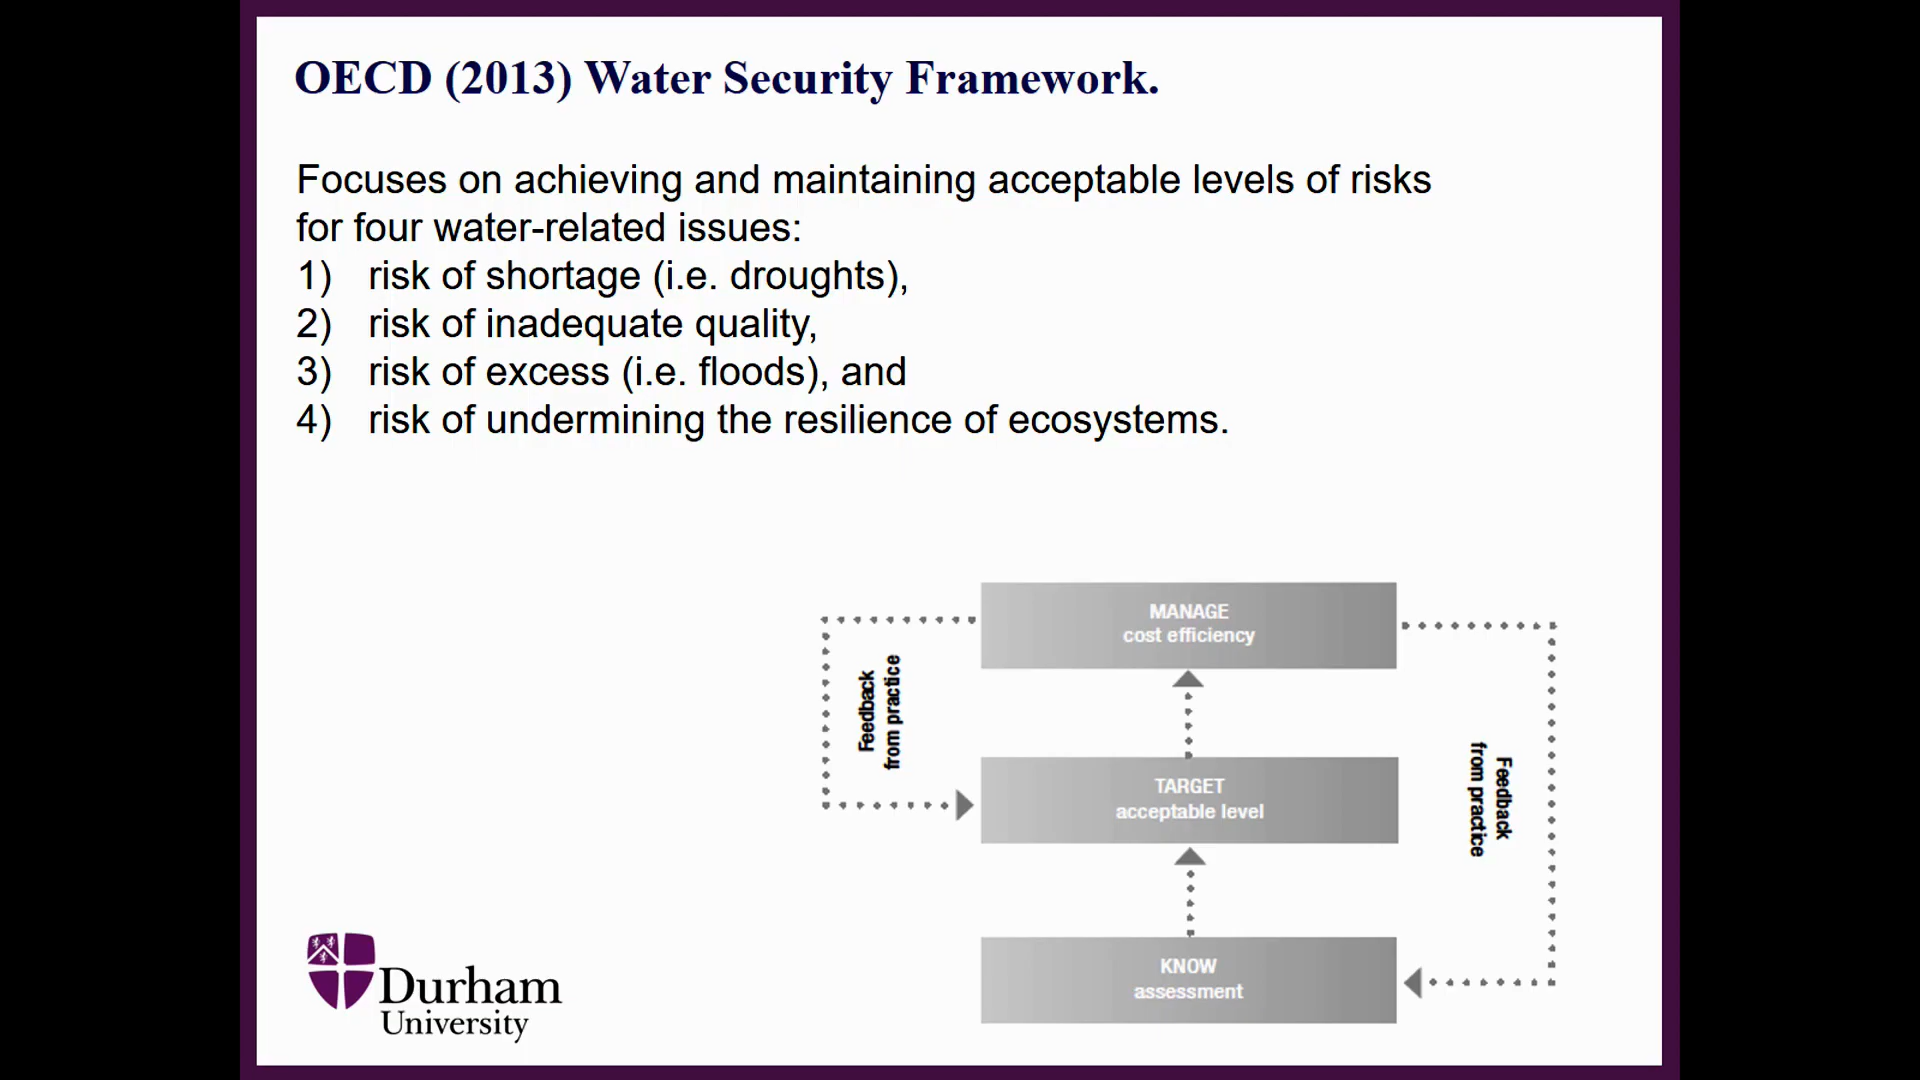 OECD (2013) Water Security Framework.
Focuses on achieving and maintaining acceptable levels of risks
for four water-related issues:
1) risk of shortage (i.e. droughts),
2) risk of inadequate quality,
3) risk of excess (i.e. floods), and
4) risk of undermining the resilience of ecosystems.
MANAGE
cost efficiency
Feedback
from practice
TARGET
acceptable level
Feedback
from practice
KNOW
assessment
Durham
University